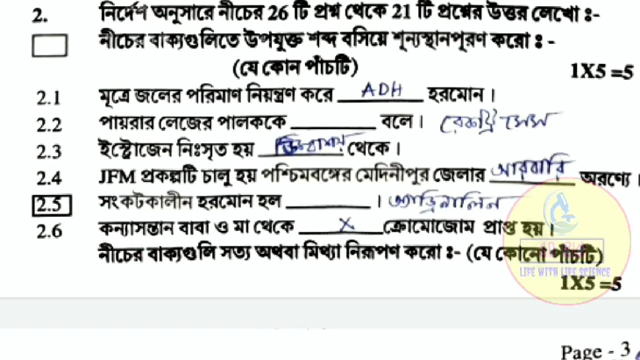 2. নির্দেশ অনুসারে নীচের 26 টি প্রশ্ন থেকে 21 টি প্রশ্নের উত্তর লেখো :-
নীচের বাক্যগুলিতে উপযুক্ত শব্দ বসিয়ে শূন্যস্থানপূরণ করো : -
(যে কোন পাঁচটি) 1X5 =5
2.1 মূত্রে জলের পরিমাণ নিয়ন্ত্রণ করে ADH হরমোন ।
2.2 পায়রার লেজের পালককে ________ বলে । রেকট্রিসেস
2.3 ইস্ট্রোজেন নিঃসৃত হয় ডিম্বাশয় থেকে ।
2.4 JFM প্রকল্পটি চালু হয় পশ্চিমবঙ্গের মেদিনীপুর জেলার আরাবারি অরণ্যে ।
2.5 সংকটকালীন হরমোন হল ________ । অ্যাড্রিনালিন
2.6 কন্যাসন্তান বাবা ও মা থেকে X ক্রোমোজোম প্রাপ্ত হয় ।
নীচের বাক্যগুলি সত্য অথবা মিথ্যা নিরূপণ করো :- (যে কোনো পাঁচটি)
LIFE WITH LIFE SCIENCE
1X5 =5
Page - 3